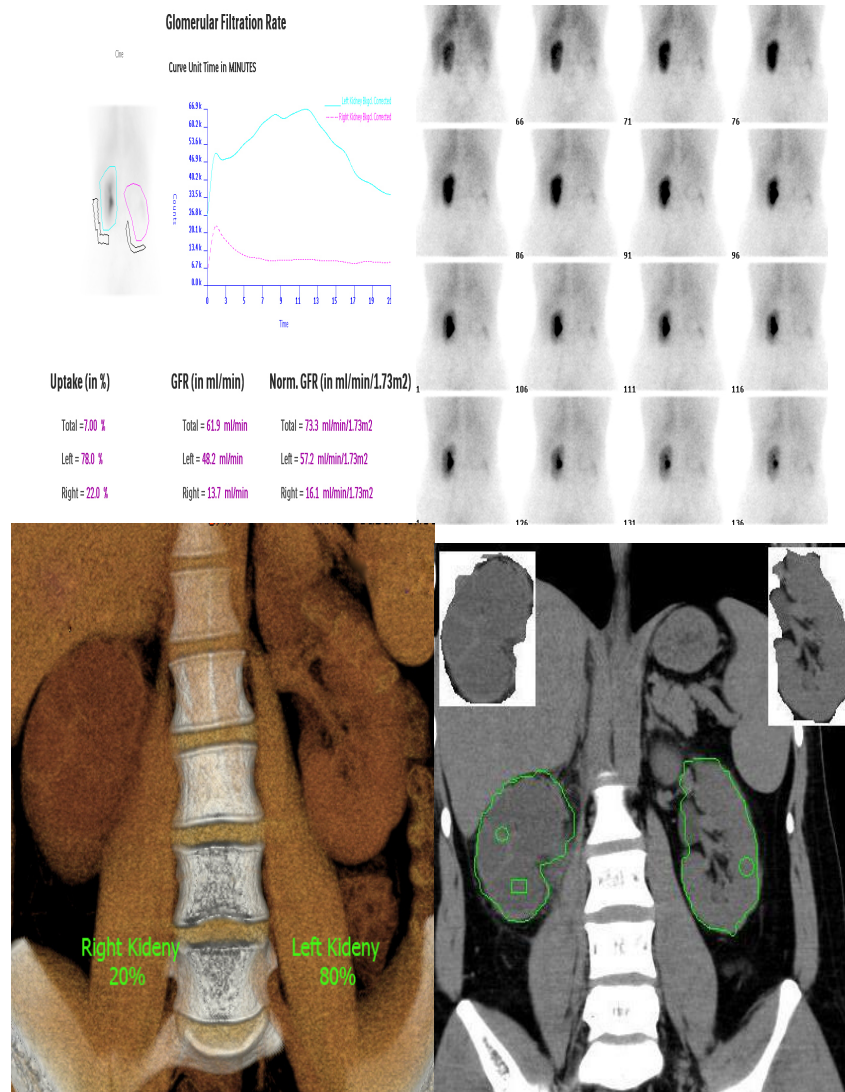 Glomerular Filtration Rate
Cine
Curve Unit Time in MINUTES
Left Kidney Bkgd. Corrected
Right Kidney Bkgd. Corrected
66.9k
60.2k
53.6k
46.9k
40.2k
33.5k
26.8k
20.1k
13.4k
6.7k
0.0k
Counts
0 3 5 7 9 11 13 15 17 19 21
Time
Uptake (in %) GFR (in ml/min) Norm. GFR (in ml/min/1.73m2)
Total =7.00 % Total = 61.9 ml/min Total = 73.3 ml/min/1.73m2
Left = 78.0 % Left = 48.2 ml/min Left = 57.2 ml/min/1.73m2
Right = 22.0 % Right = 13.7 ml/min Right = 16.1 ml/min/1.73m2
66 71 76
86 91 96
1 106 111 116
126 131 136
Right Kideny Left Kideny
20% 80%